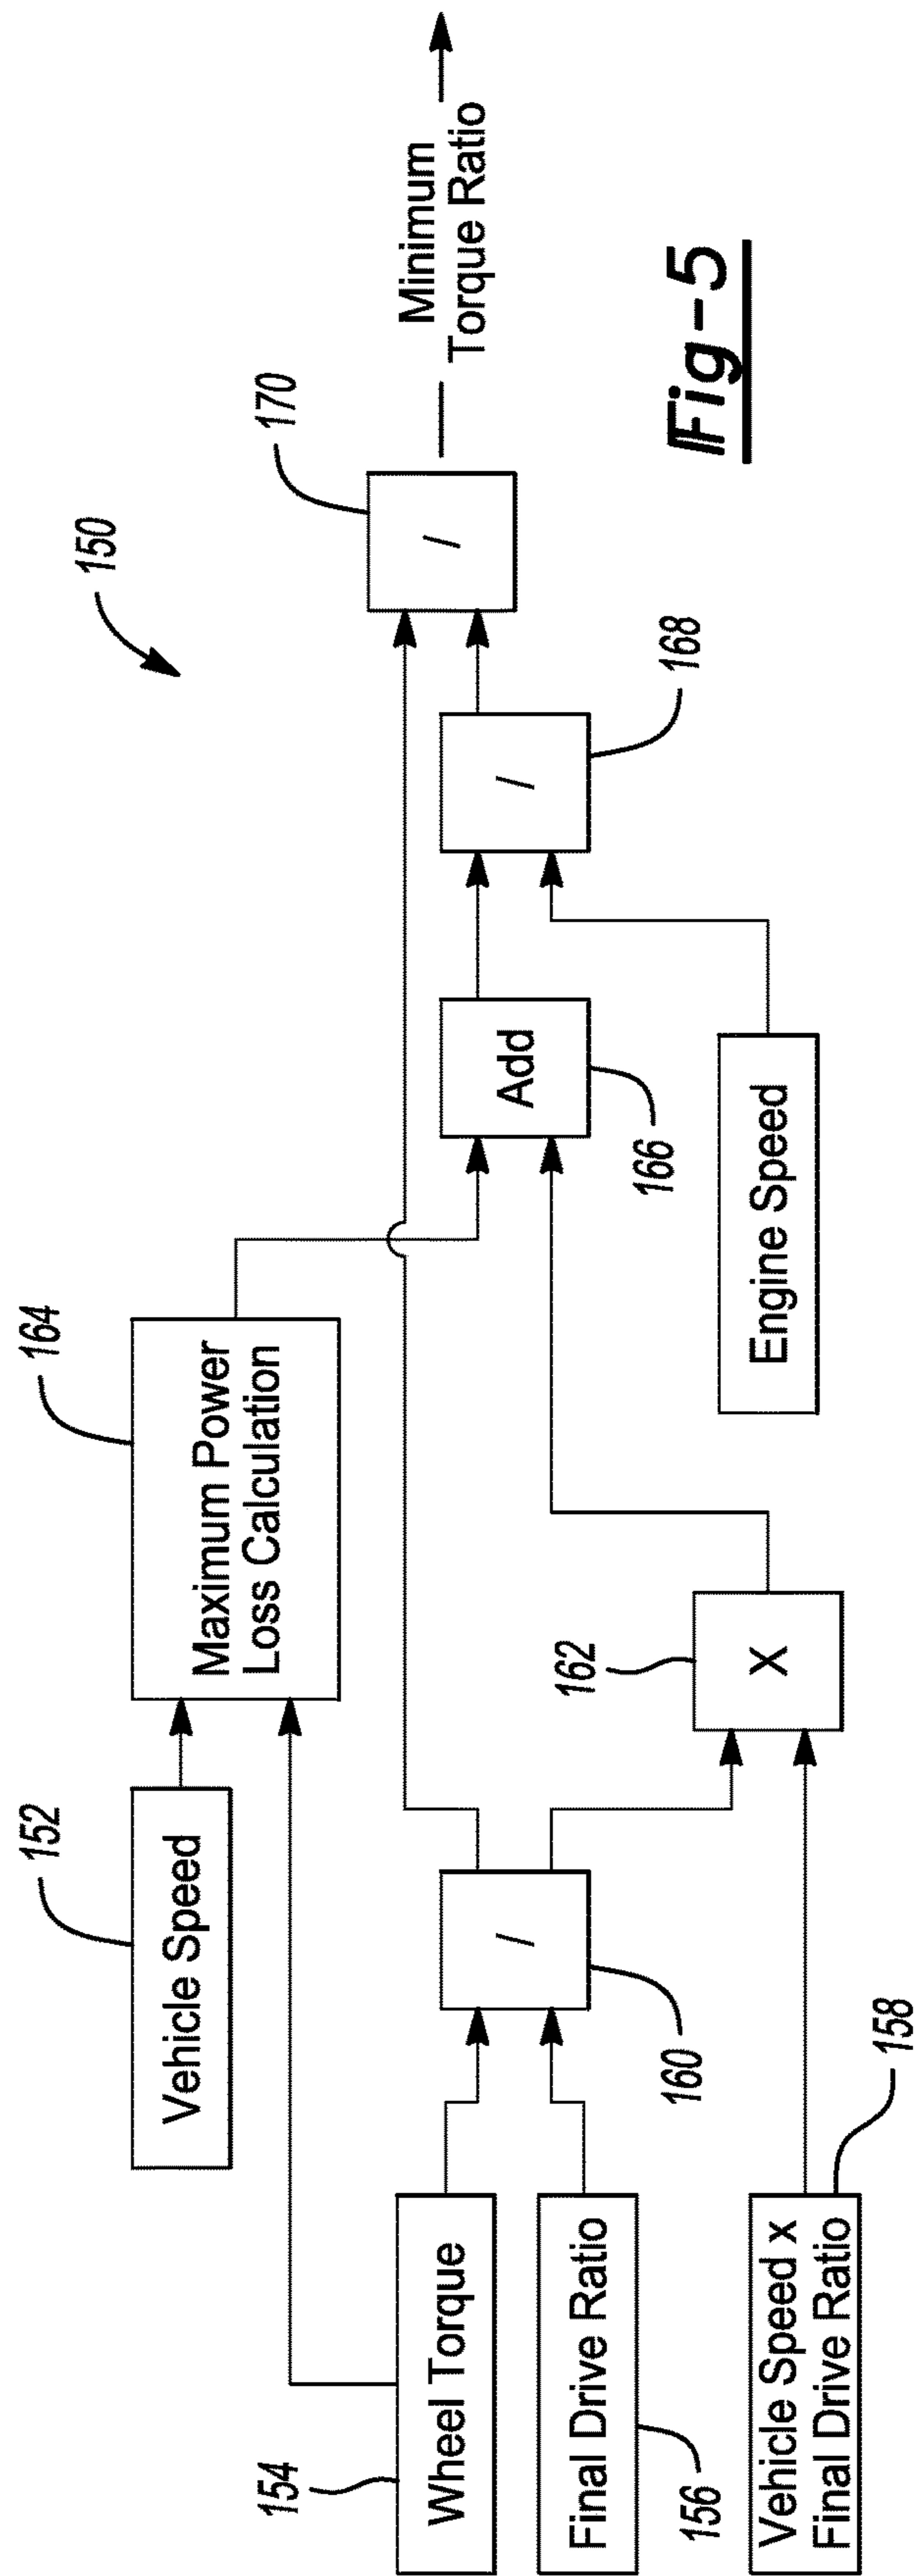 150
152
Vehicle Speed
164
Maximum Power
Loss Calculation
154
Wheel Torque
/
160
Final Drive Ratio
156
Vehicle Speed x
Final Drive Ratio
158
162
X
Add
166
Engine Speed
/
168
/
170
Minimum
Torque Ratio
Fig-5